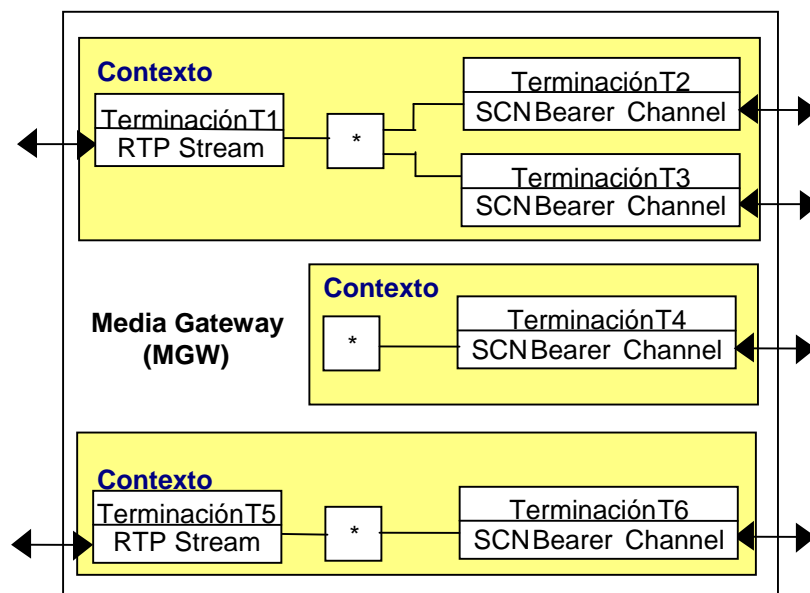 Contexto
TerminaciónT1
RTP Stream
*
TerminaciónT2
SCNBearer Channel
TerminaciónT3
SCNBearer Channel
Media Gateway
(MGW)
Contexto
*
TerminaciónT4
SCNBearer Channel
Contexto
TerminaciónT5
RTP Stream
*
TerminaciónT6
SCNBearer Channel